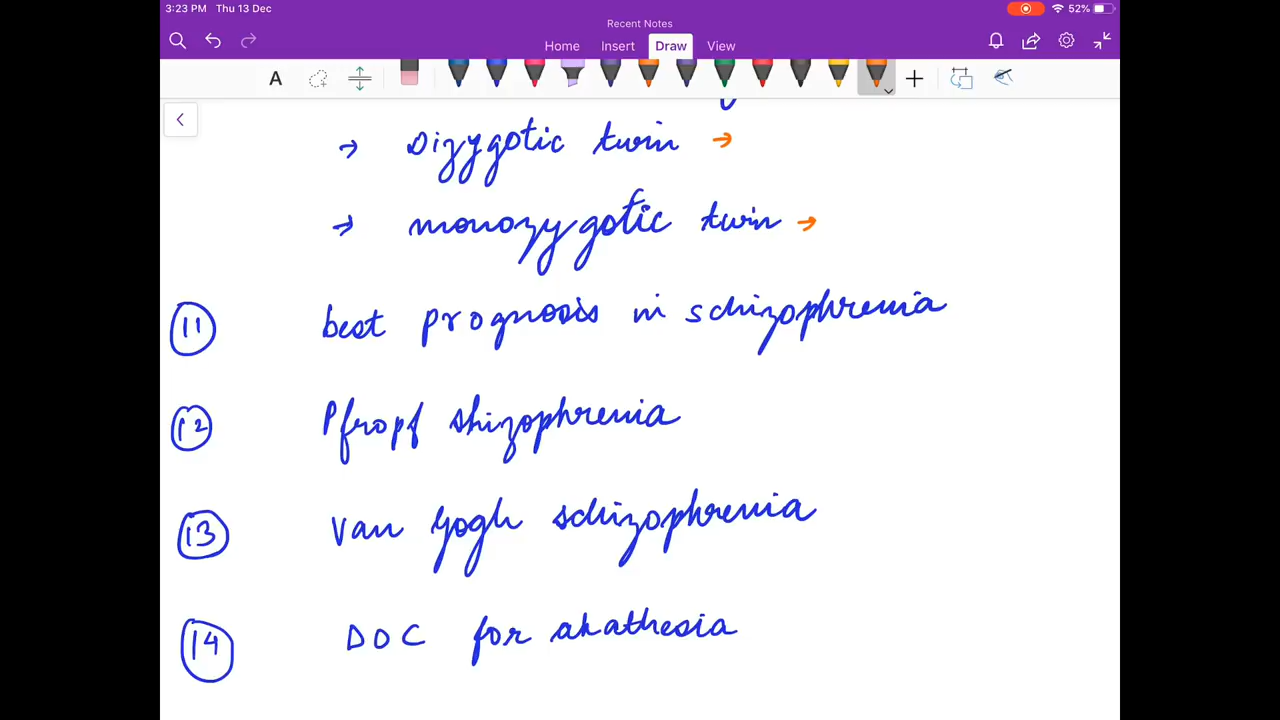 3:23 PM Thu 13 Dec
52%
Recent Notes
Home Insert Draw View
A
→ Dizygotic twin →
→ monozygotic twin →
11 best prognosis in schizophrenia
12 Pfropf shizophrenia
13 Van Gogh schizophrenia
14 DOC for akathesia